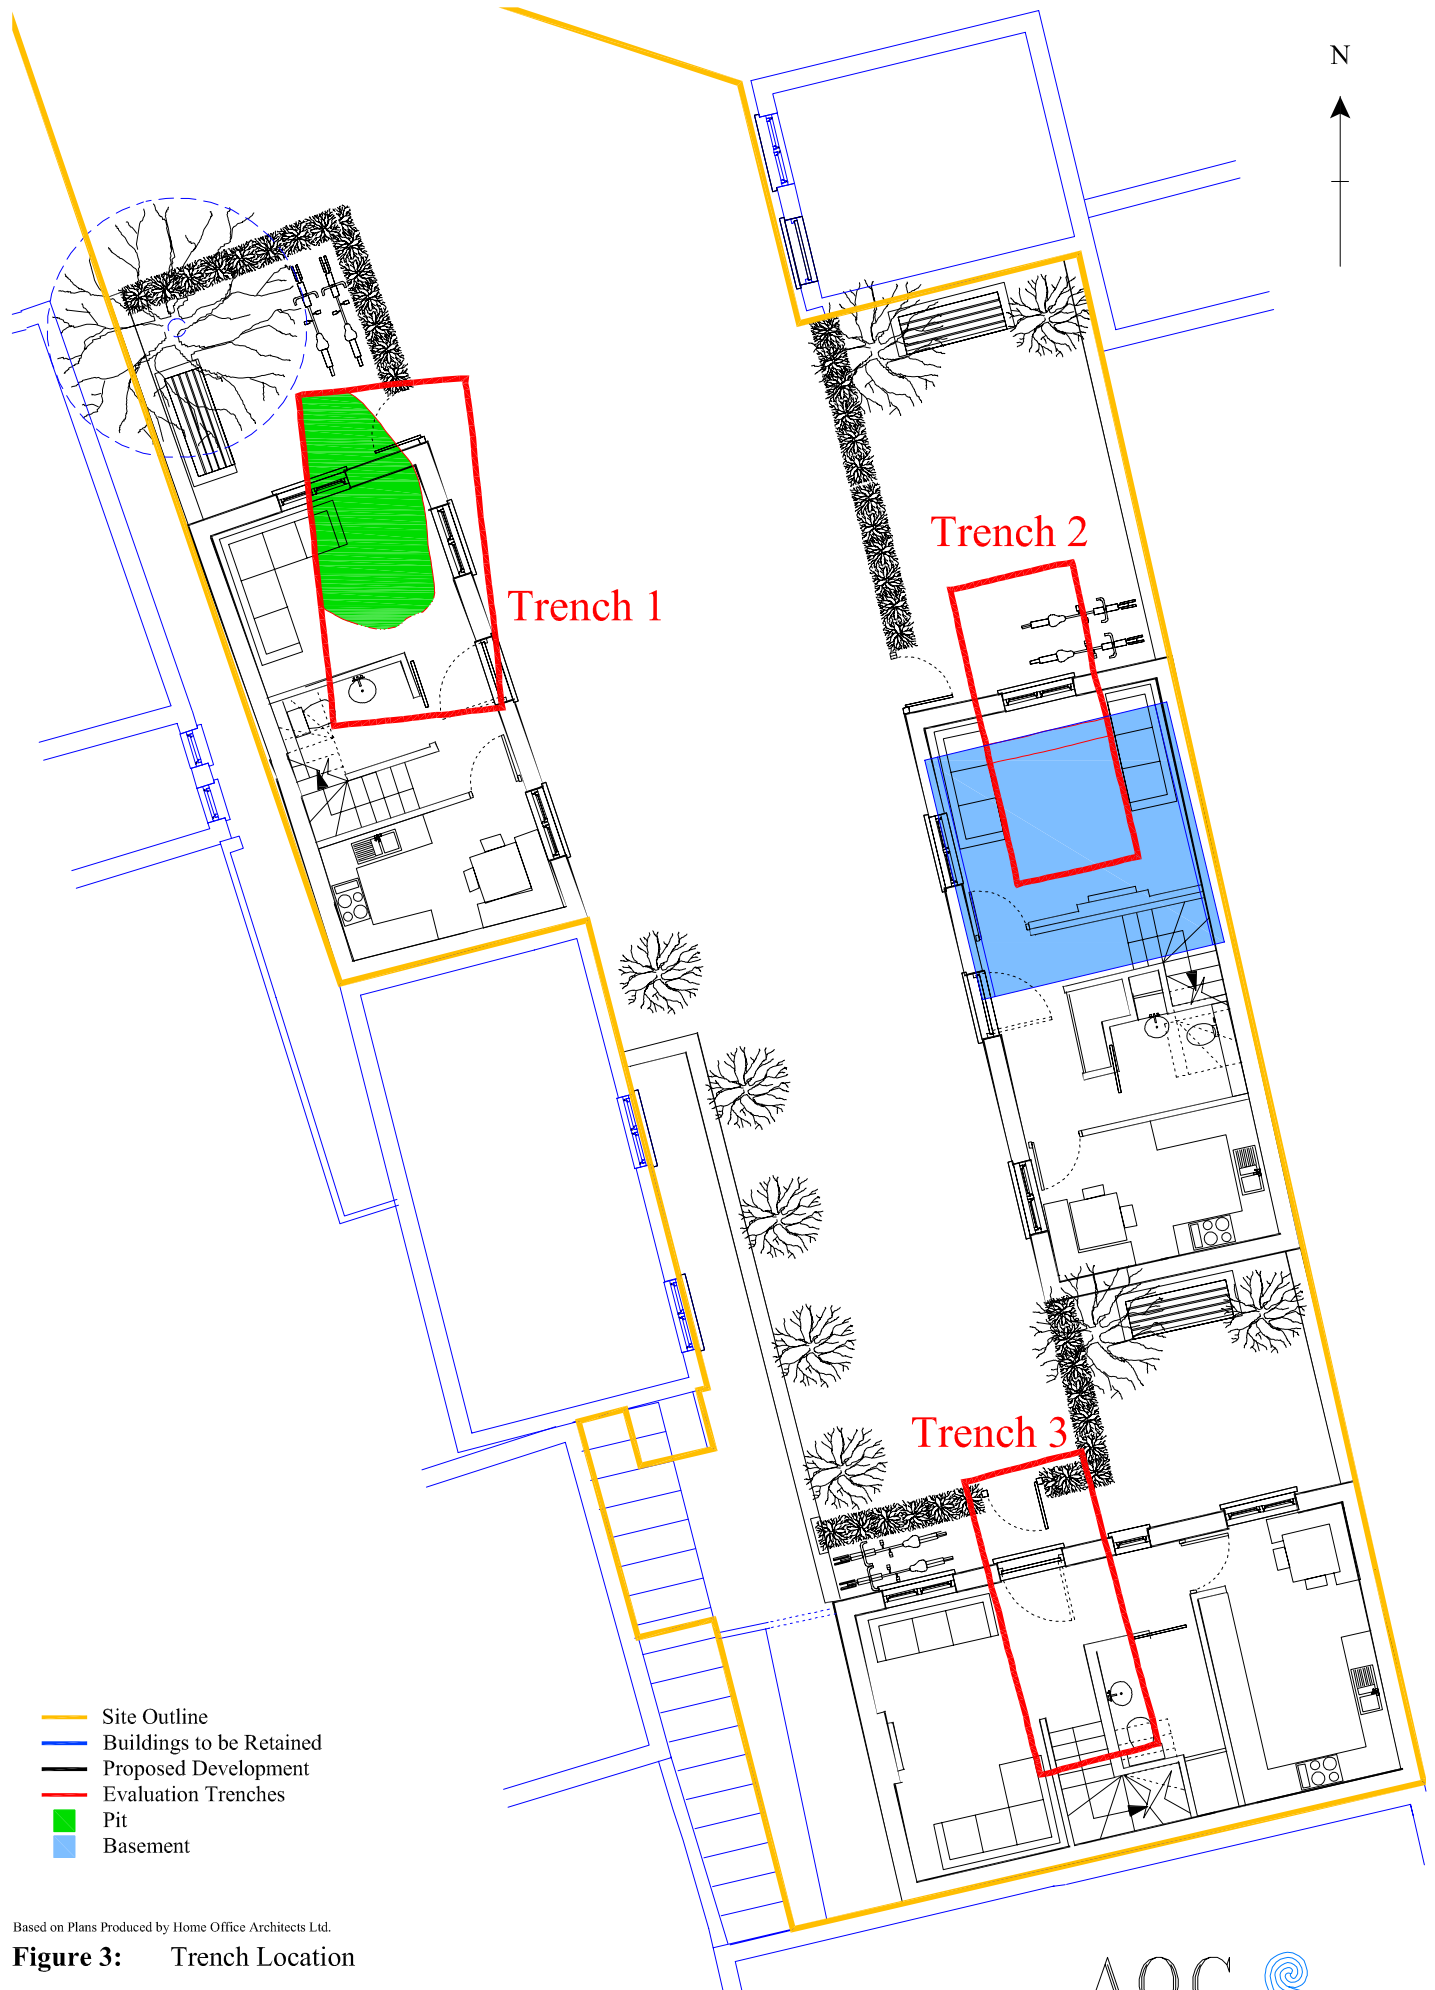 N
Trench 2
Trench 1
Trench 3
Site Outline
Buildings to be Retained
Proposed Development
Evaluation Trenches
Pit
Basement
Based on Plans Produced by Home Office Architects Ltd.
Figure 3: Trench Location
AOC